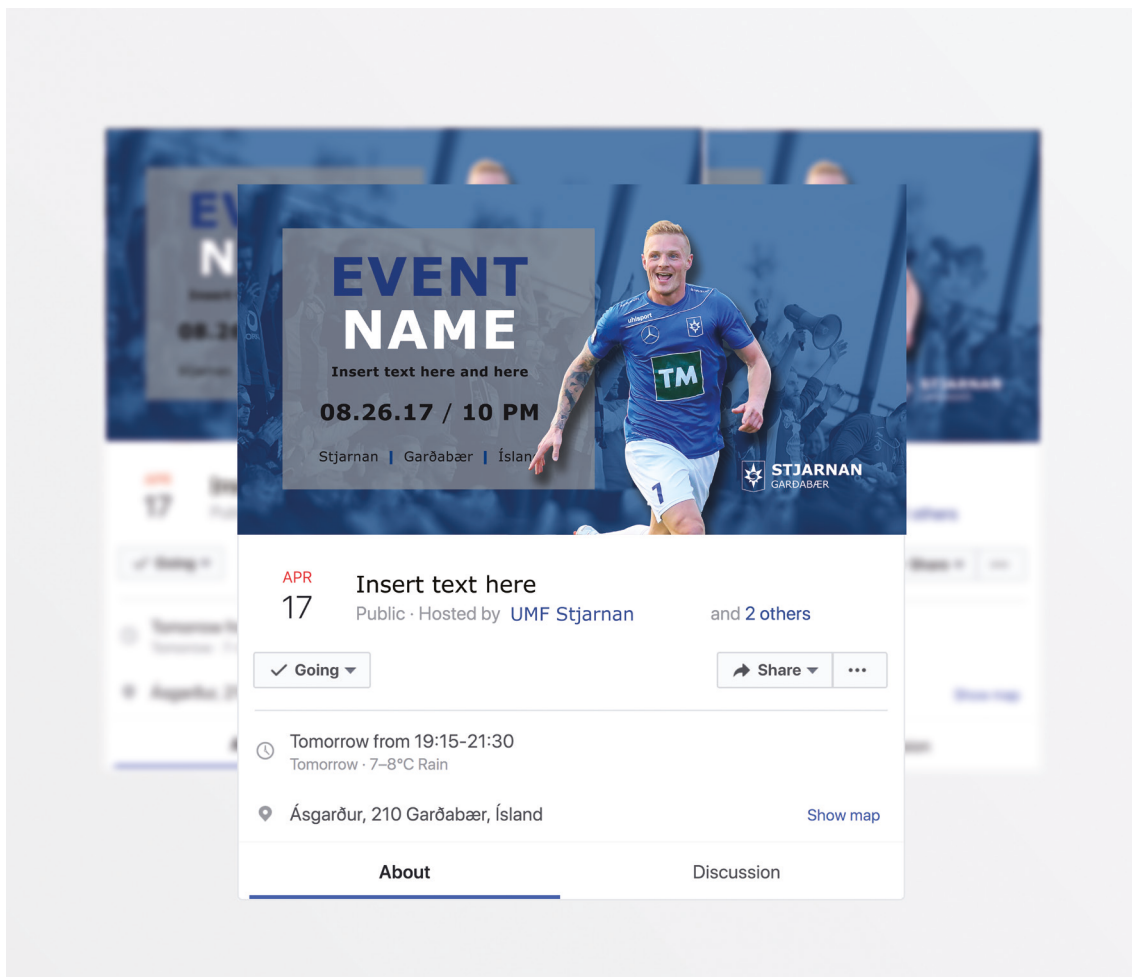 EVENT
NAME
Insert text here and here
08.26.17 / 10 PM
Stjarnan | Garðabær | Íslan
uhlsport
TM
1
STJARNAN
GARÐABÆR
APR
17
Insert text here
Public · Hosted by UMF Stjarnan and 2 others
Going
Share
Tomorrow from 19:15-21:30
Tomorrow · 7–8°C Rain
Ásgarður, 210 Garðabær, Ísland
Show map
About
Discussion